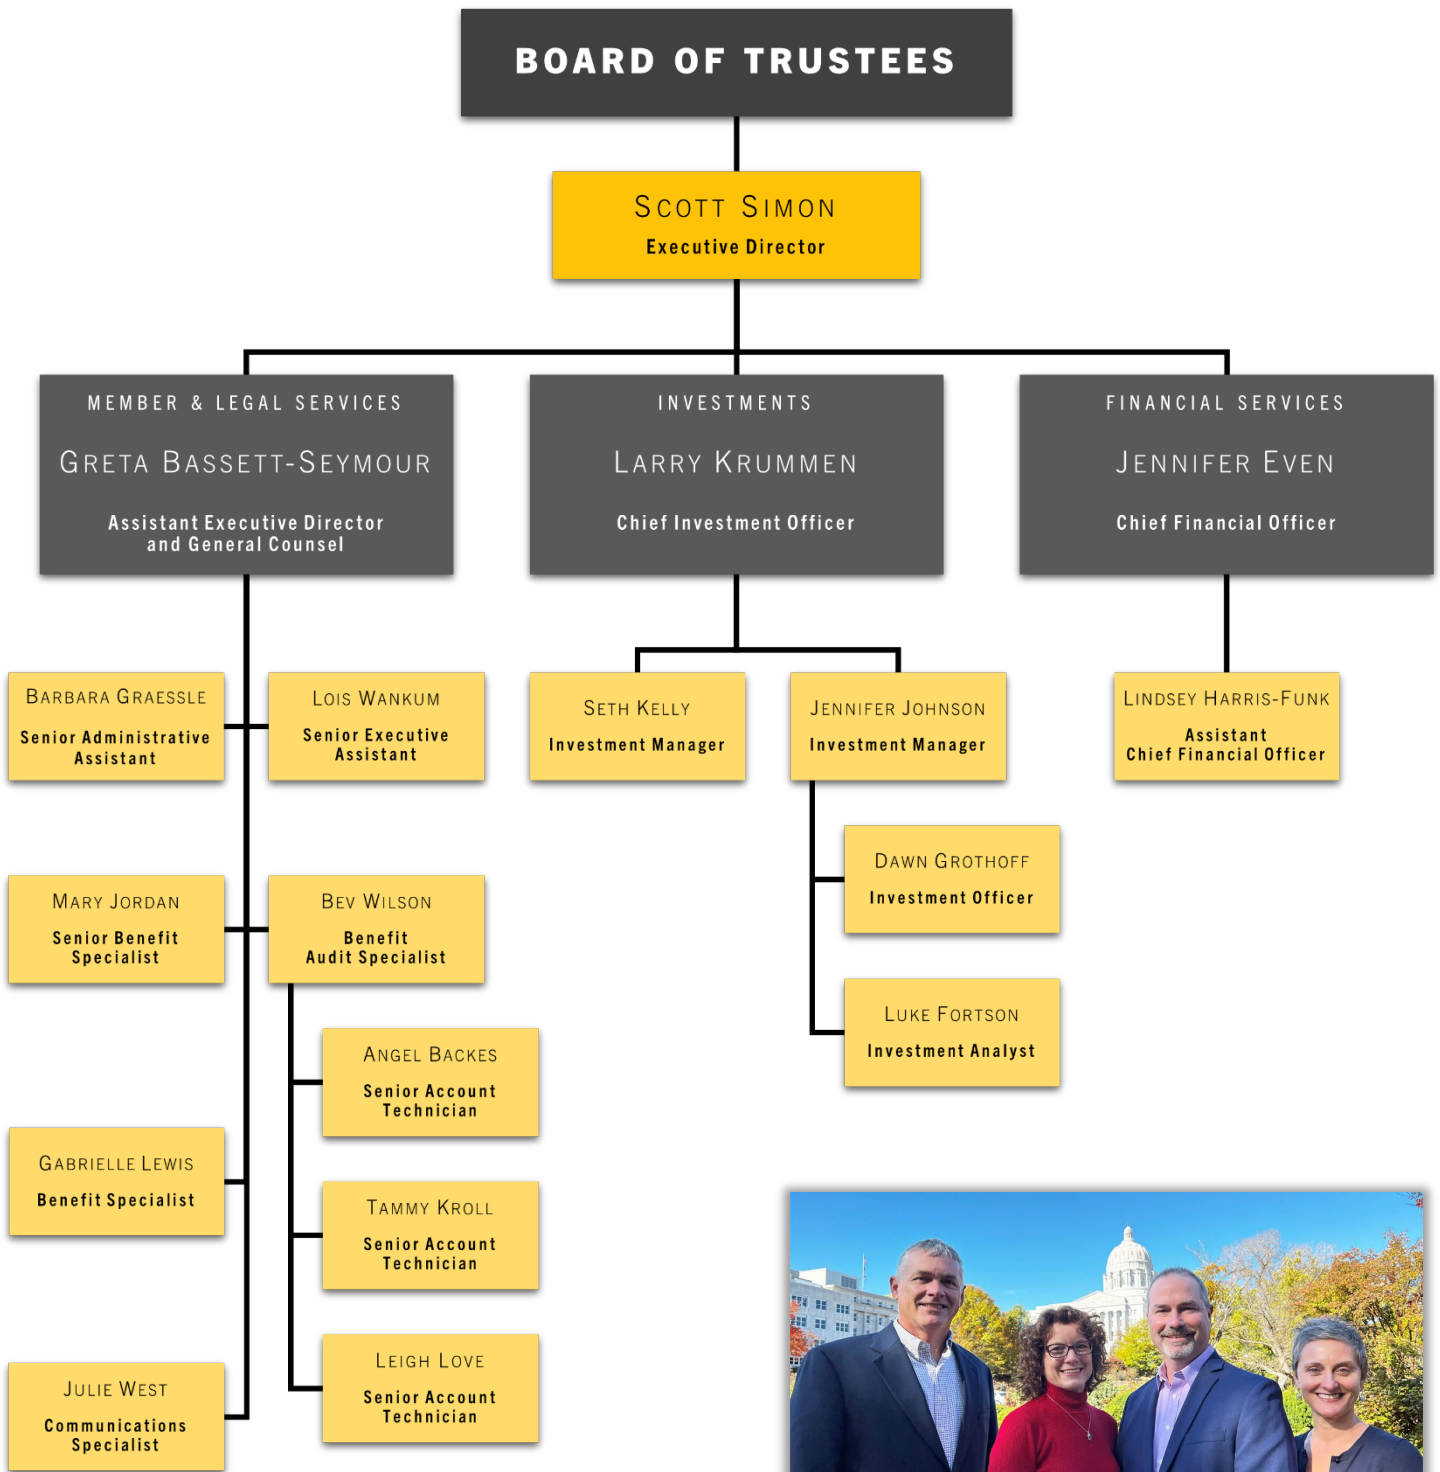 BOARD OF TRUSTEES
SCOTT SIMON
Executive Director
MEMBER & LEGAL SERVICES
GRETA BASSETT-SEYMOUR
Assistant Executive Director
and General Counsel
INVESTMENTS
LARRY KRUMMEN
Chief Investment Officer
FINANCIAL SERVICES
JENNIFER EVEN
Chief Financial Officer
BARBARA GRAESSLE
Senior Administrative
Assistant
LOIS WANKUM
Senior Executive
Assistant
SETH KELLY
Investment Manager
JENNIFER JOHNSON
Investment Manager
LINDSEY HARRIS-FUNK
Assistant
Chief Financial Officer
DAWN GROTHOFF
Investment Officer
LUKE FORTSON
Investment Analyst
MARY JORDAN
Senior Benefit
Specialist
BEV WILSON
Benefit
Audit Specialist
ANGEL BACKES
Senior Account
Technician
GABRIELLE LEWIS
Benefit Specialist
TAMMY KROLL
Senior Account
Technician
LEIGH LOVE
Senior Account
Technician
JULIE WEST
Communications
Specialist